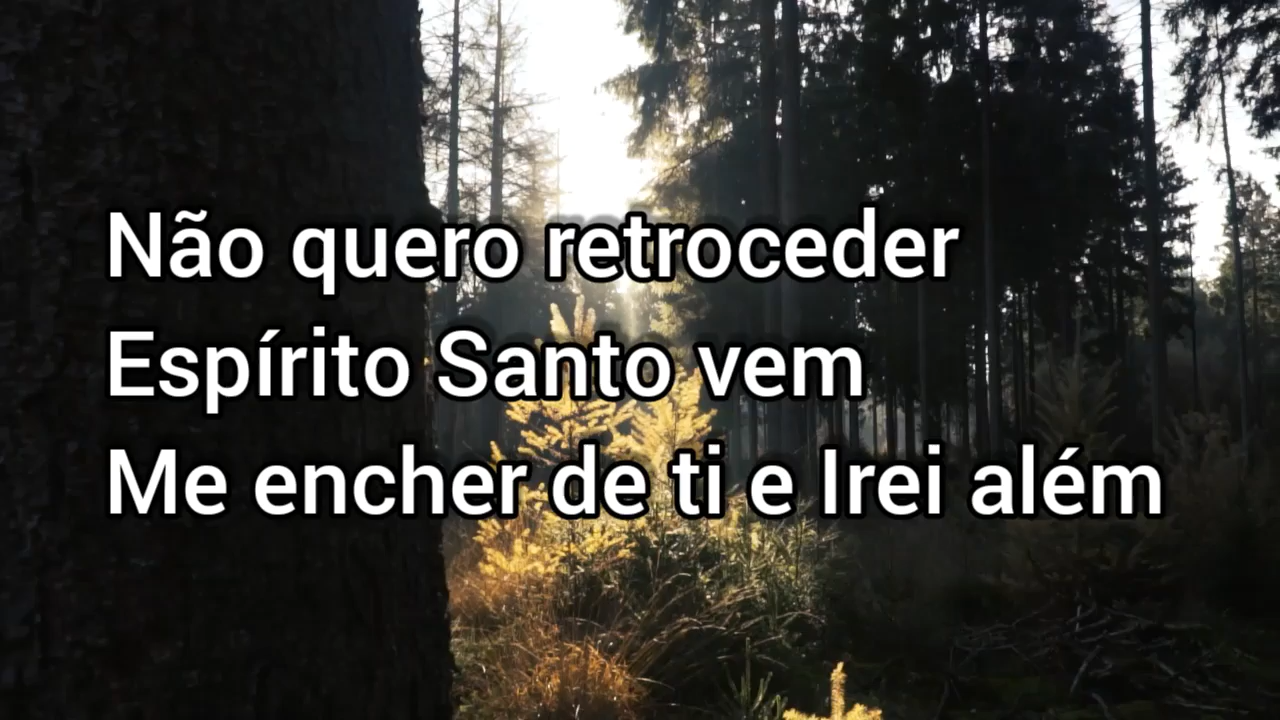 Não quero retroceder
Espírito Santo vem
Me encher de ti e Irei além